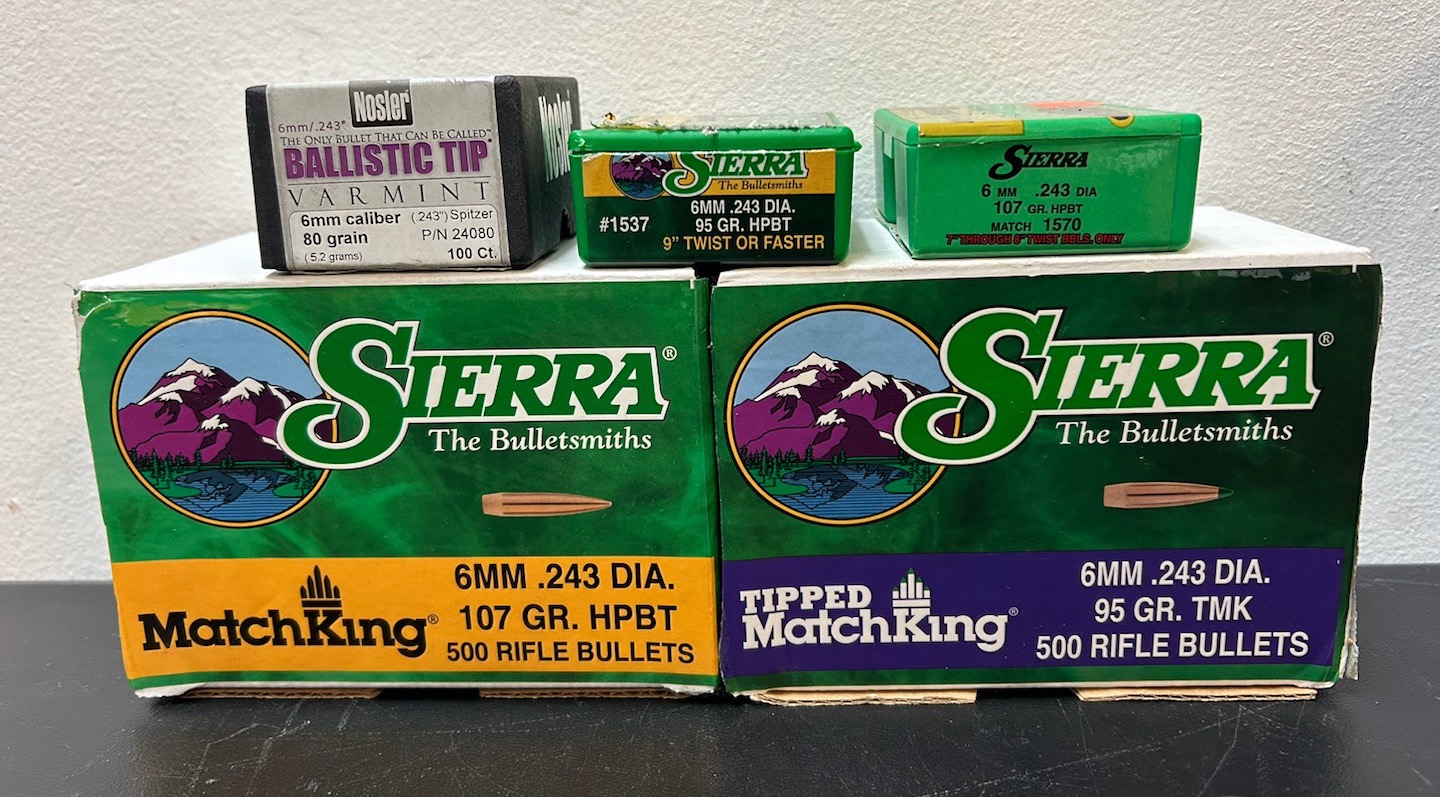 Nosler
6mm/.243"
THE ONLY BULLET THAT CAN BE CALLED™
BALLISTIC TIP®
VARMINT
6mm caliber (.243") Spitzer
80 grain P/N 24080
(5.2 grams) 100 Ct.
Nosler
SIERRA
The Bulletsmiths
#1537
6MM .243 DIA.
95 GR. HPBT
9" TWIST OR FASTER
SIERRA
6 MM .243 DIA
107 GR. HPBT
MATCH 1570
7" THROUGH 8" TWIST BBLS. ONLY
SIERRA®
The Bulletsmiths
MatchKing®
6MM .243 DIA.
107 GR. HPBT
500 RIFLE BULLETS
SIERRA®
The Bulletsmiths
TIPPED
MatchKing®
6MM .243 DIA.
95 GR. TMK
500 RIFLE BULLETS